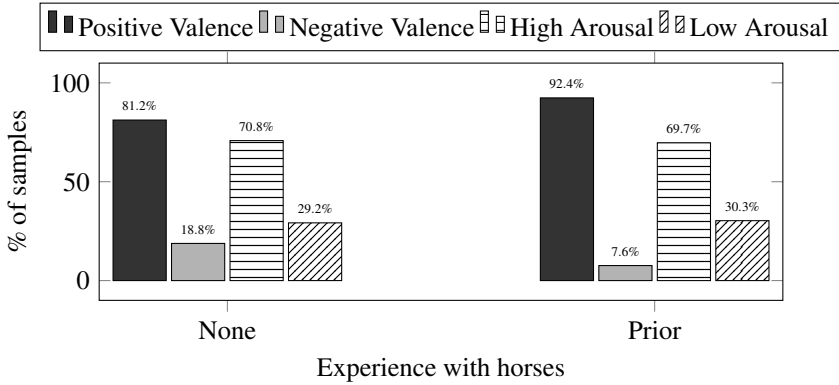 Positive Valence Negative Valence High Arousal Low Arousal
100
50
0
% of samples
81.2%
18.8%
70.8%
29.2%
92.4%
7.6%
69.7%
30.3%
None Prior
Experience with horses